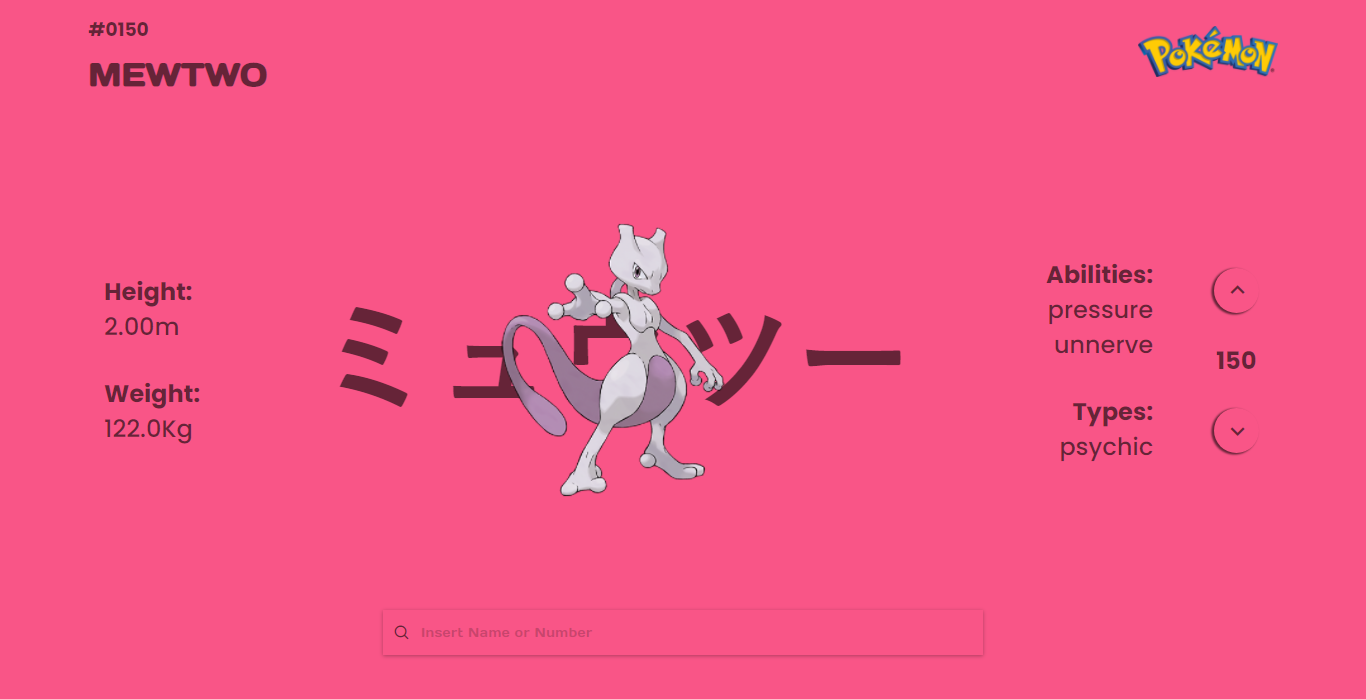 #0150
MEWTWO
POKéMON
Height:
2.00m
Weight:
122.0Kg
ミュウツー
Abilities:
pressure
unnerve
Types:
psychic
150
Insert Name or Number